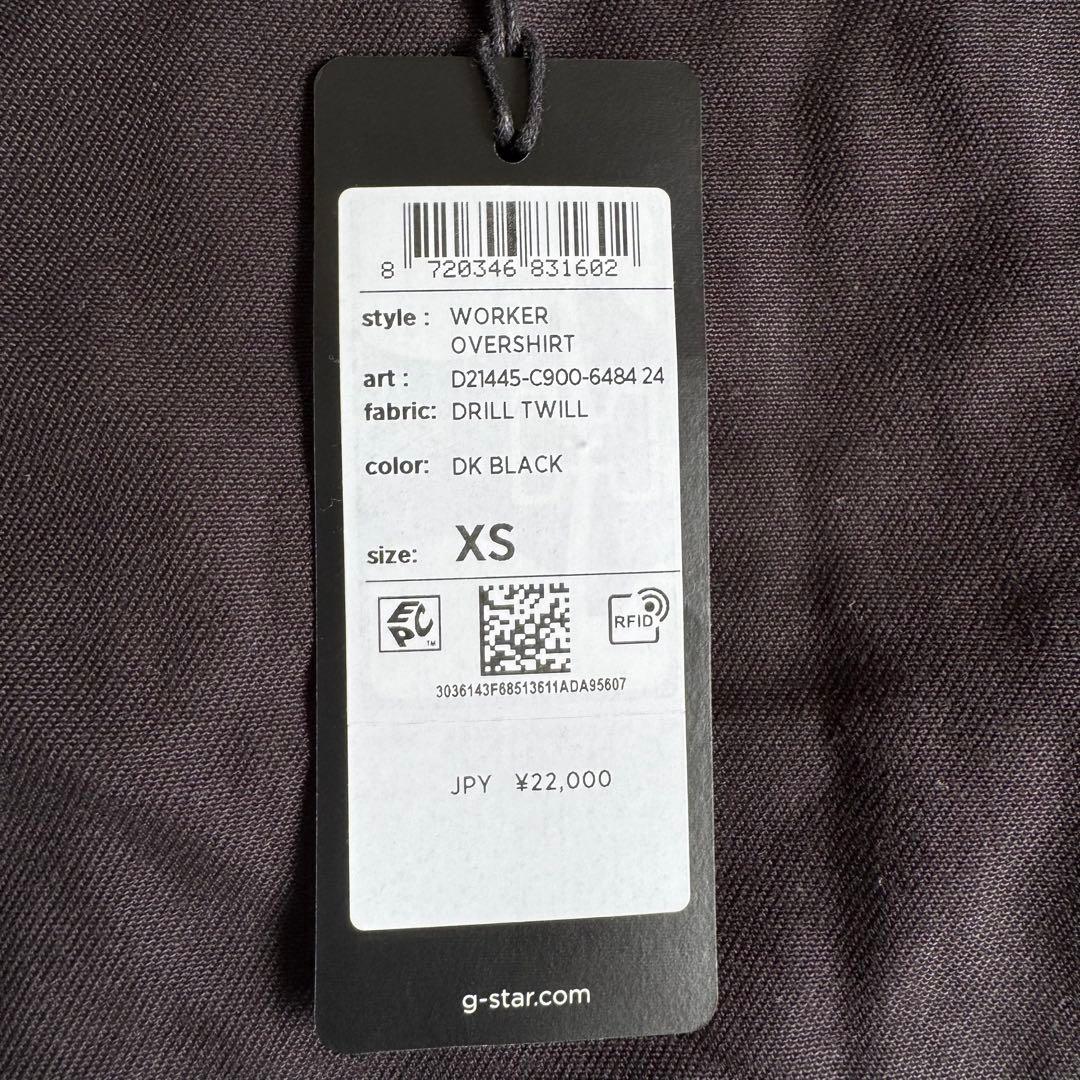 8 720346 831602
style : WORKER
OVERSHIRT
art : D21445-C900-6484 24
fabric: DRILL TWILL
color: DK BLACK
size: XS
EPC™
RFID
3036143F68513611ADA95607
JPY ¥22,000
g-star.com